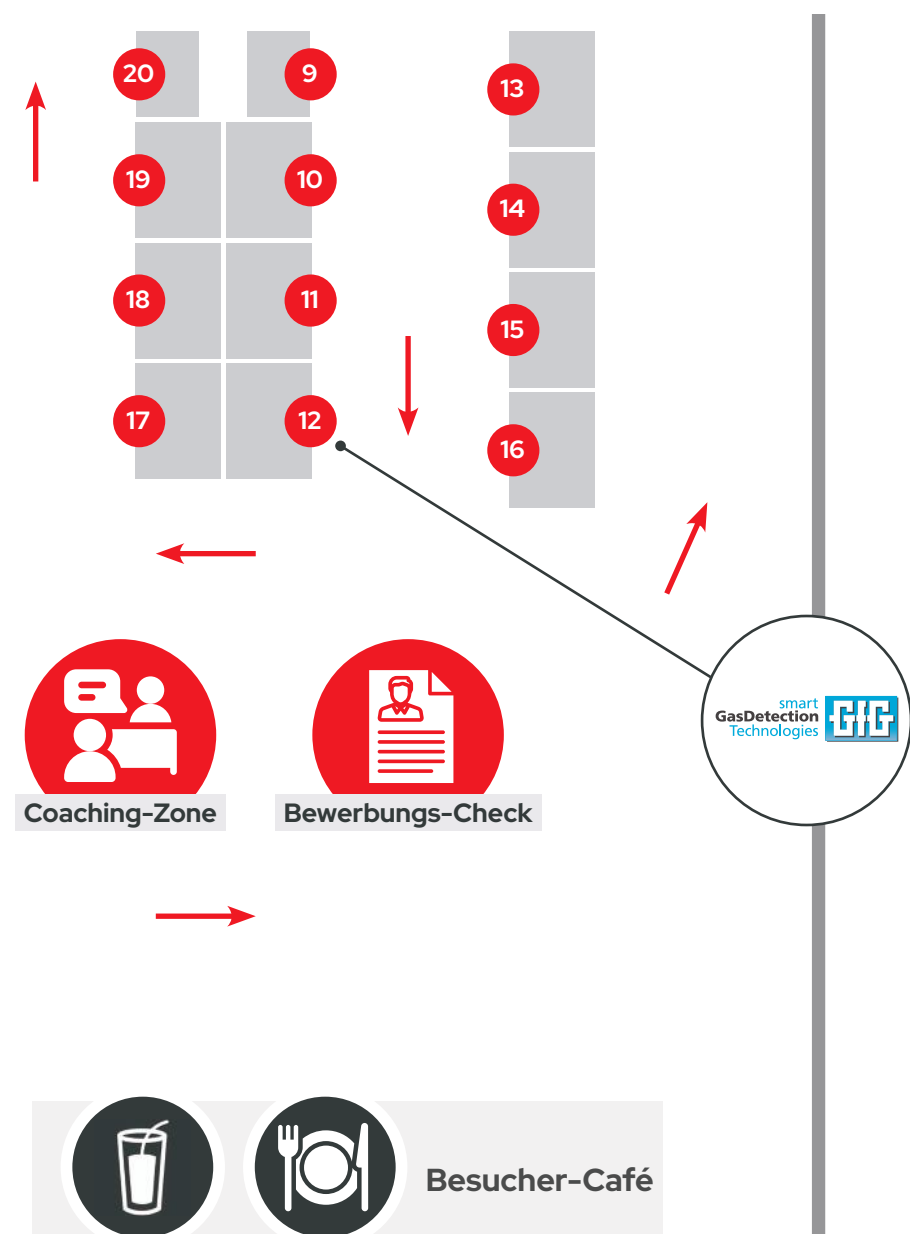 20
9
13
19
10
14
18
11
15
17
12
16
smart
GasDetection
Technologies
GfG
Coaching-Zone
Bewerbungs-Check
Besucher-Café